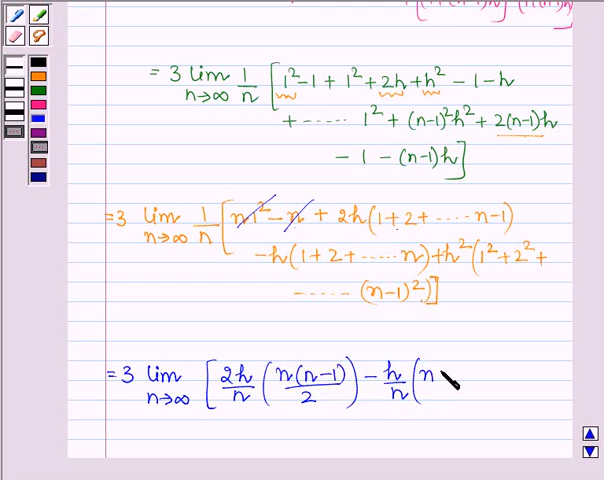 = 3 lim n→∞ 1/n [1² - 1 + 1² + 2h + h² - 1 - h
+ ------ 1² + (n-1)²h² + 2(n-1)h
- 1 - (n-1)h]
= 3 lim n→∞ 1/n [n1² - n + 2h(1+2+ ----- n-1)
-h(1+2+ ----- n) + h²(1²+2²+
------ (n-1)²)]
= 3 lim n→∞ [2h/n (n(n-1)/2) - h/n (n